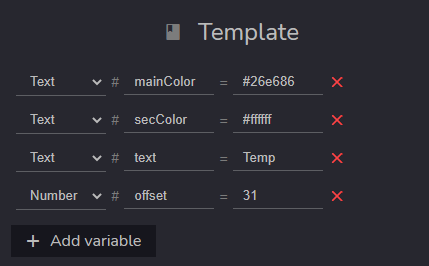 Template
Text # mainColor = #26e686
Text # secColor = #ffffff
Text # text = Temp
Number # offset = 31
+ Add variable